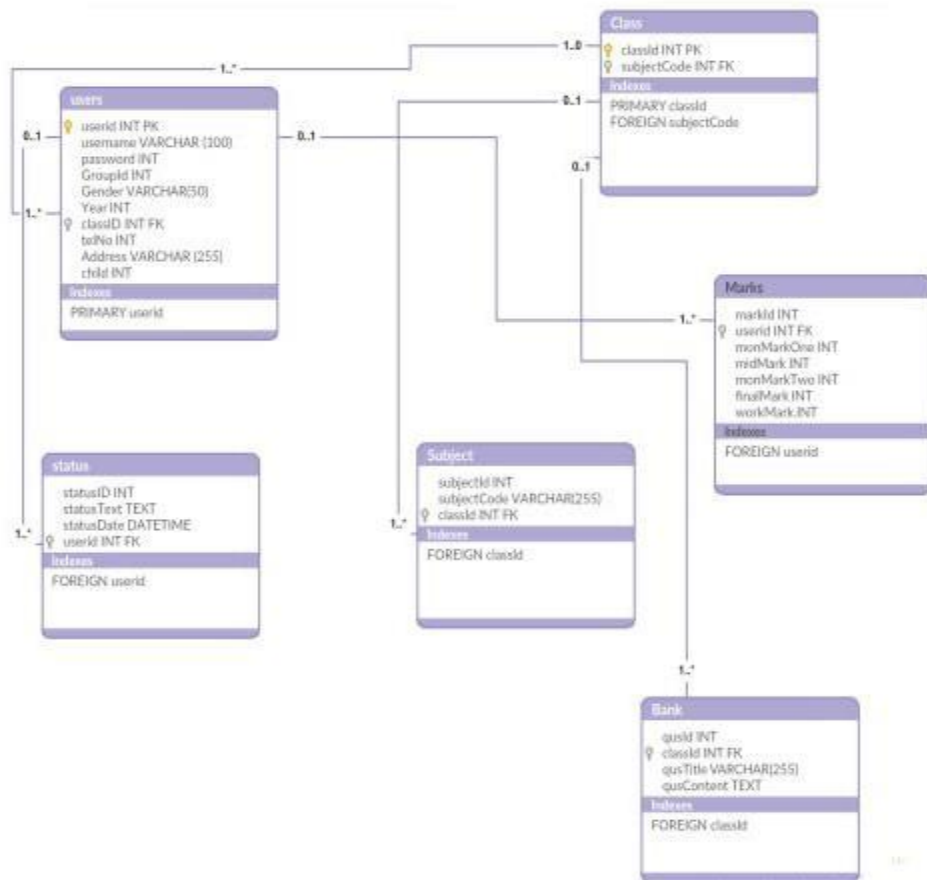 Class
classId INT PK
subjectCode INT FK
Indexes
PRIMARY classId
FOREIGN subjectCode
1..0
0..1
0..1
1..*
users
userid INT PK
username VARCHAR (100)
password INT
GroupId INT
Gender VARCHAR(50)
Year INT
classID INT FK
telNo INT
Address VARCHAR (255)
child INT
Indexes
PRIMARY userid
0..1
0..1
1..*
Marks
markId INT
userid INT FK
monMarkOne INT
midMark INT
monMarkTwo INT
finalMark INT
workMark INT
Indexes
FOREIGN userid
1..*
status
statusID INT
statusText TEXT
statusDate DATETIME
userid INT FK
Indexes
FOREIGN userid
1..*
Subject
subjectId INT
subjectCode VARCHAR(255)
classId INT FK
Indexes
FOREIGN classId
1..*
1..*
Bank
qusId INT
classId INT FK
qusTitle VARCHAR(255)
qusContent TEXT
Indexes
FOREIGN classId